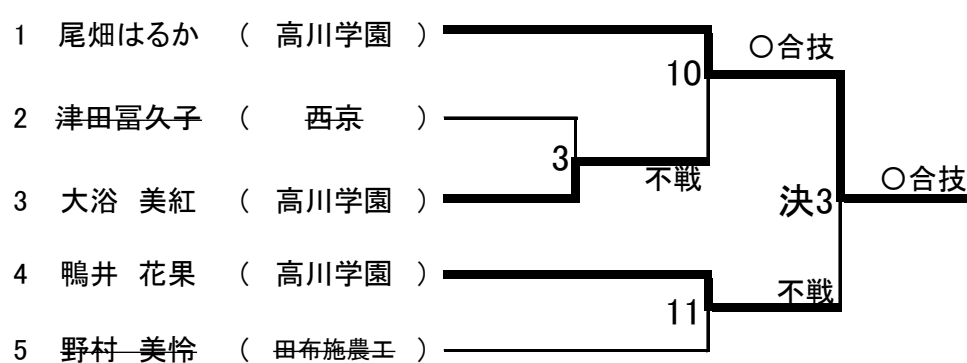 1 尾畑はるか ( 高川学園 )
〇合技
10
2 津田冨久子 ( 西京 )
3
不戦
〇合技
3 大浴 美紅 ( 高川学園 )
決3
4 鴨井 花果 ( 高川学園 )
不戦
11
5 野村 美怜 ( 田布施農工 )